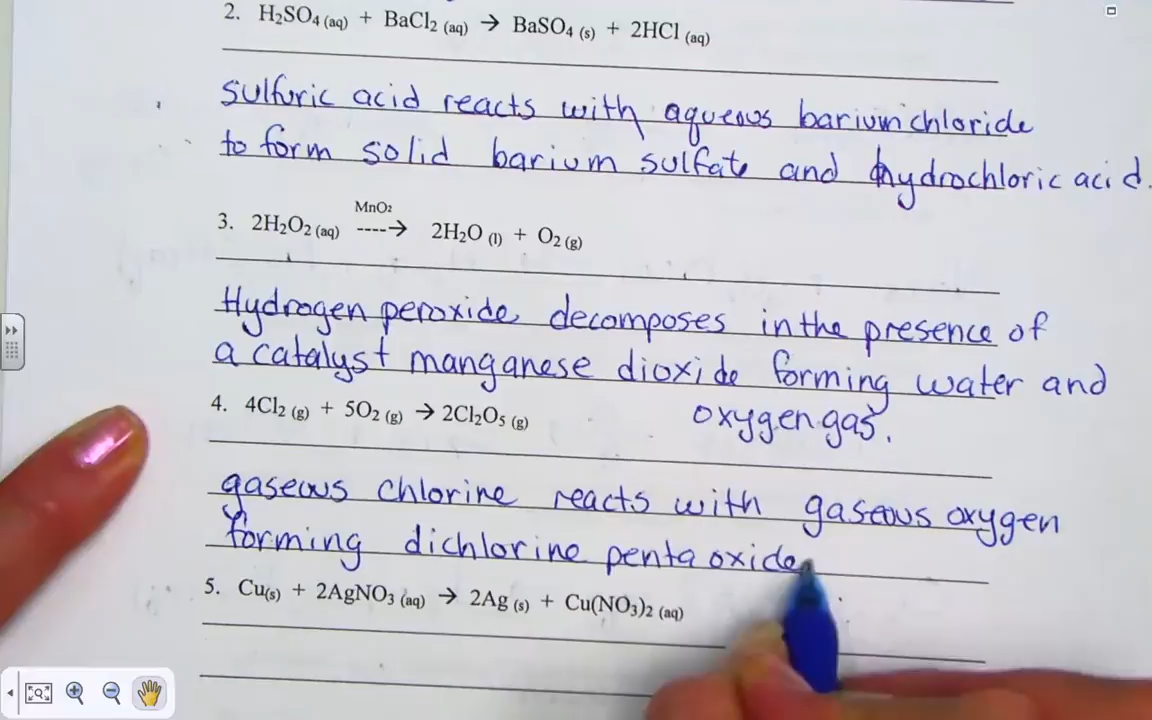 2. H₂SO₄ (aq) + BaCl₂ (aq) → BaSO₄ (s) + 2HCl (aq)
sulfuric acid reacts with aqueous barium chloride
to form solid barium sulfate and hydrochloric acid.
MnO₂
3. 2H₂O₂ (aq) ----→ 2H₂O (l) + O₂ (g)
Hydrogen peroxide decomposes in the presence of
a catalyst manganese dioxide forming water and
oxygen gas.
4. 4Cl₂ (g) + 5O₂ (g) → 2Cl₂O₅ (g)
gaseous chlorine reacts with gaseous oxygen
forming dichlorine pentaoxide
5. Cu(s) + 2AgNO₃ (aq) → 2Ag (s) + Cu(NO₃)₂ (aq)